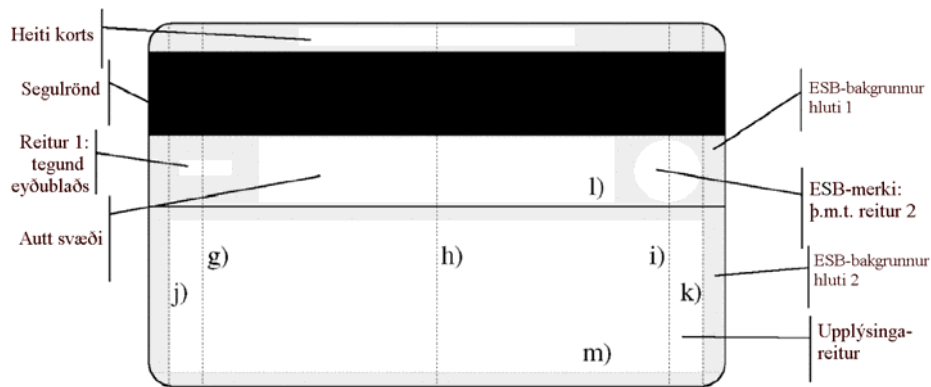 Heiti korts
Segulrönd
Reitur 1:
tegund
eyðublaðs
Autt svæði
ESB-bakgrunnur
hluti 1
ESB-merki:
þ.m.t. reitur 2
ESB-bakgrunnur
hluti 2
Upplýsinga-
reitur
l)
g)
h)
i)
j)
k)
m)